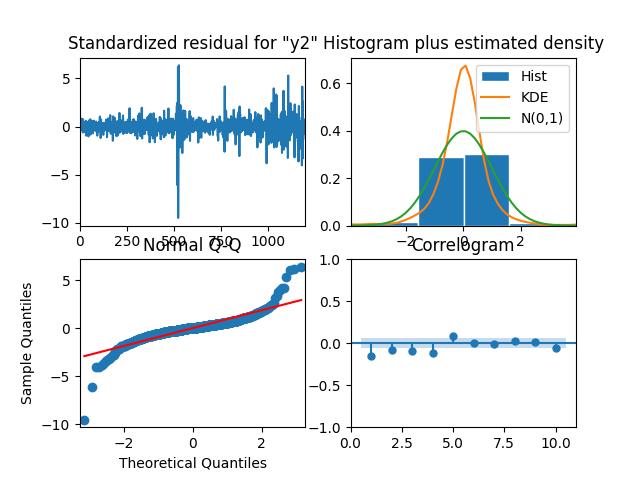 Standardized residual for "y2"
5
0
−5
−10
0 250 500 750 1000
Histogram plus estimated density
0.6
0.4
0.2
0.0
−2 0 2
Hist
KDE
N(0,1)
Normal Q-Q
Sample Quantiles
5
0
−5
−10
−2 0 2
Theoretical Quantiles
Correlogram
1.0
0.5
0.0
−0.5
−1.0
0.0 2.5 5.0 7.5 10.0